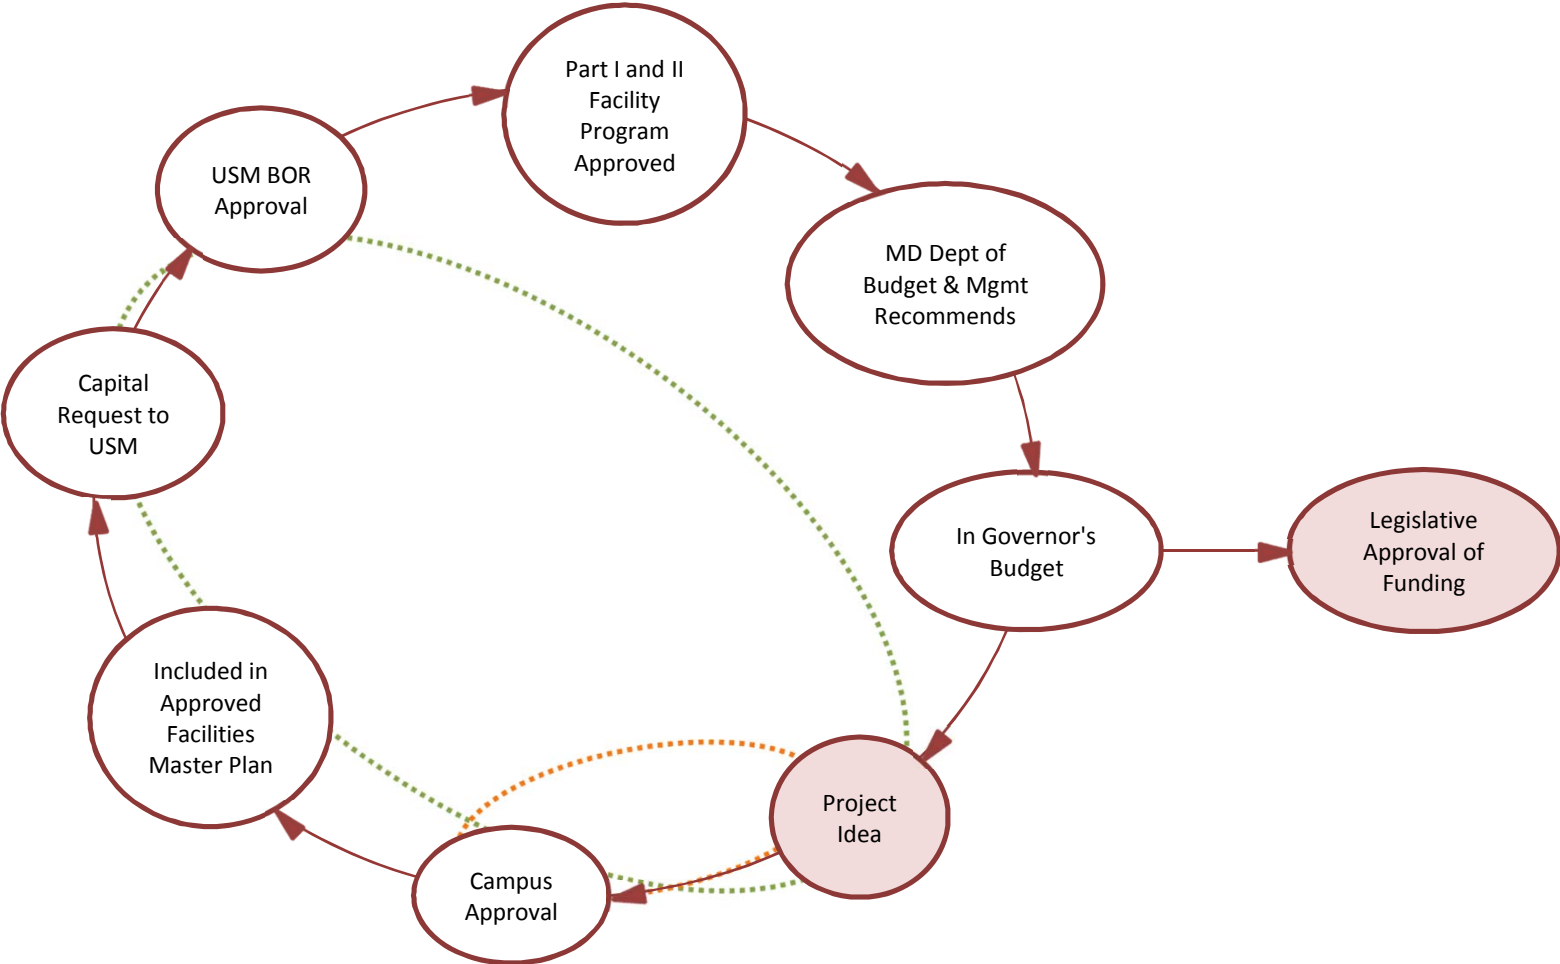 Part I and II
Facility
Program
Approved
USM BOR
Approval
MD Dept of
Budget & Mgmt
Recommends
Capital
Request to
USM
In Governor's
Budget
Legislative
Approval of
Funding
Included in
Approved
Facilities
Master Plan
Project
Idea
Campus
Approval